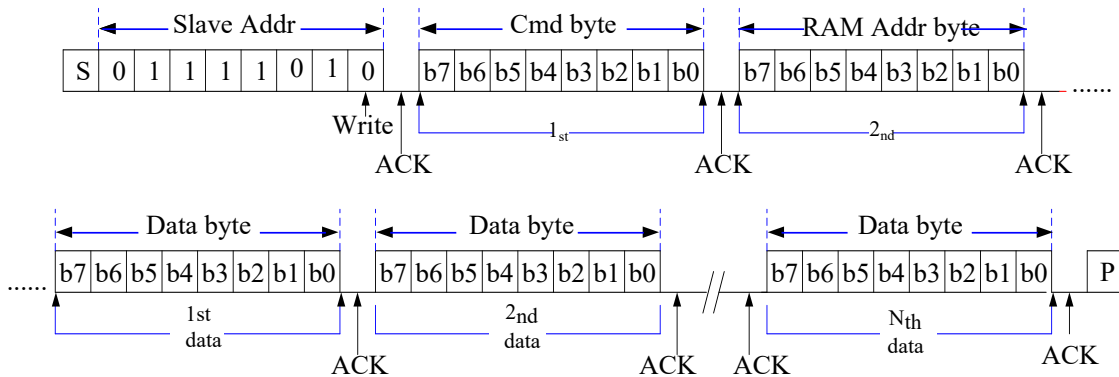 Slave Addr Cmd byte RAM Addr byte
S 0 1 1 1 1 0 1 0 b7 b6 b5 b4 b3 b2 b1 b0 b7 b6 b5 b4 b3 b2 b1 b0 ......
Write 1st 2nd
ACK ACK ACK
Data byte Data byte Data byte
...... b7 b6 b5 b4 b3 b2 b1 b0 b7 b6 b5 b4 b3 b2 b1 b0 // b7 b6 b5 b4 b3 b2 b1 b0 P
1st 2nd Nth
data data data
ACK ACK ACK ACK